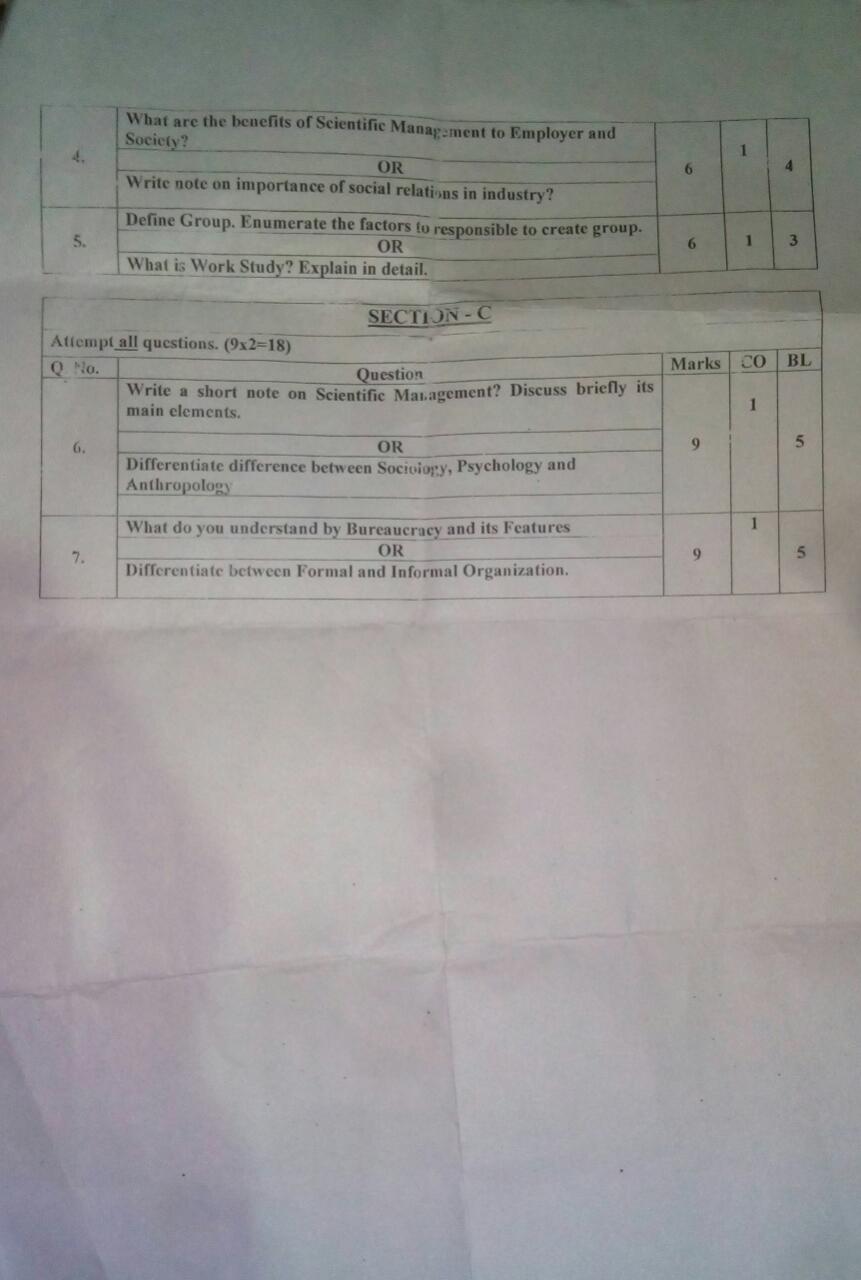 What are the benefits of Scientific Management to Employer and
Society?
4.
OR
6
1
4
Write note on importance of social relations in industry?
Define Group. Enumerate the factors to responsible to create group.
5.
OR
6
1
3
What is Work Study? Explain in detail.
SECTION - C
Attempt all questions. (9x2=18)
Q. No.
Question
Marks
CO
BL
Write a short note on Scientific Management? Discuss briefly its
main elements.
6.
OR
9
1
5
Differentiate difference between Sociology, Psychology and
Anthropology
What do you understand by Bureaucracy and its Features
7.
OR
9
1
5
Differentiate between Formal and Informal Organization.